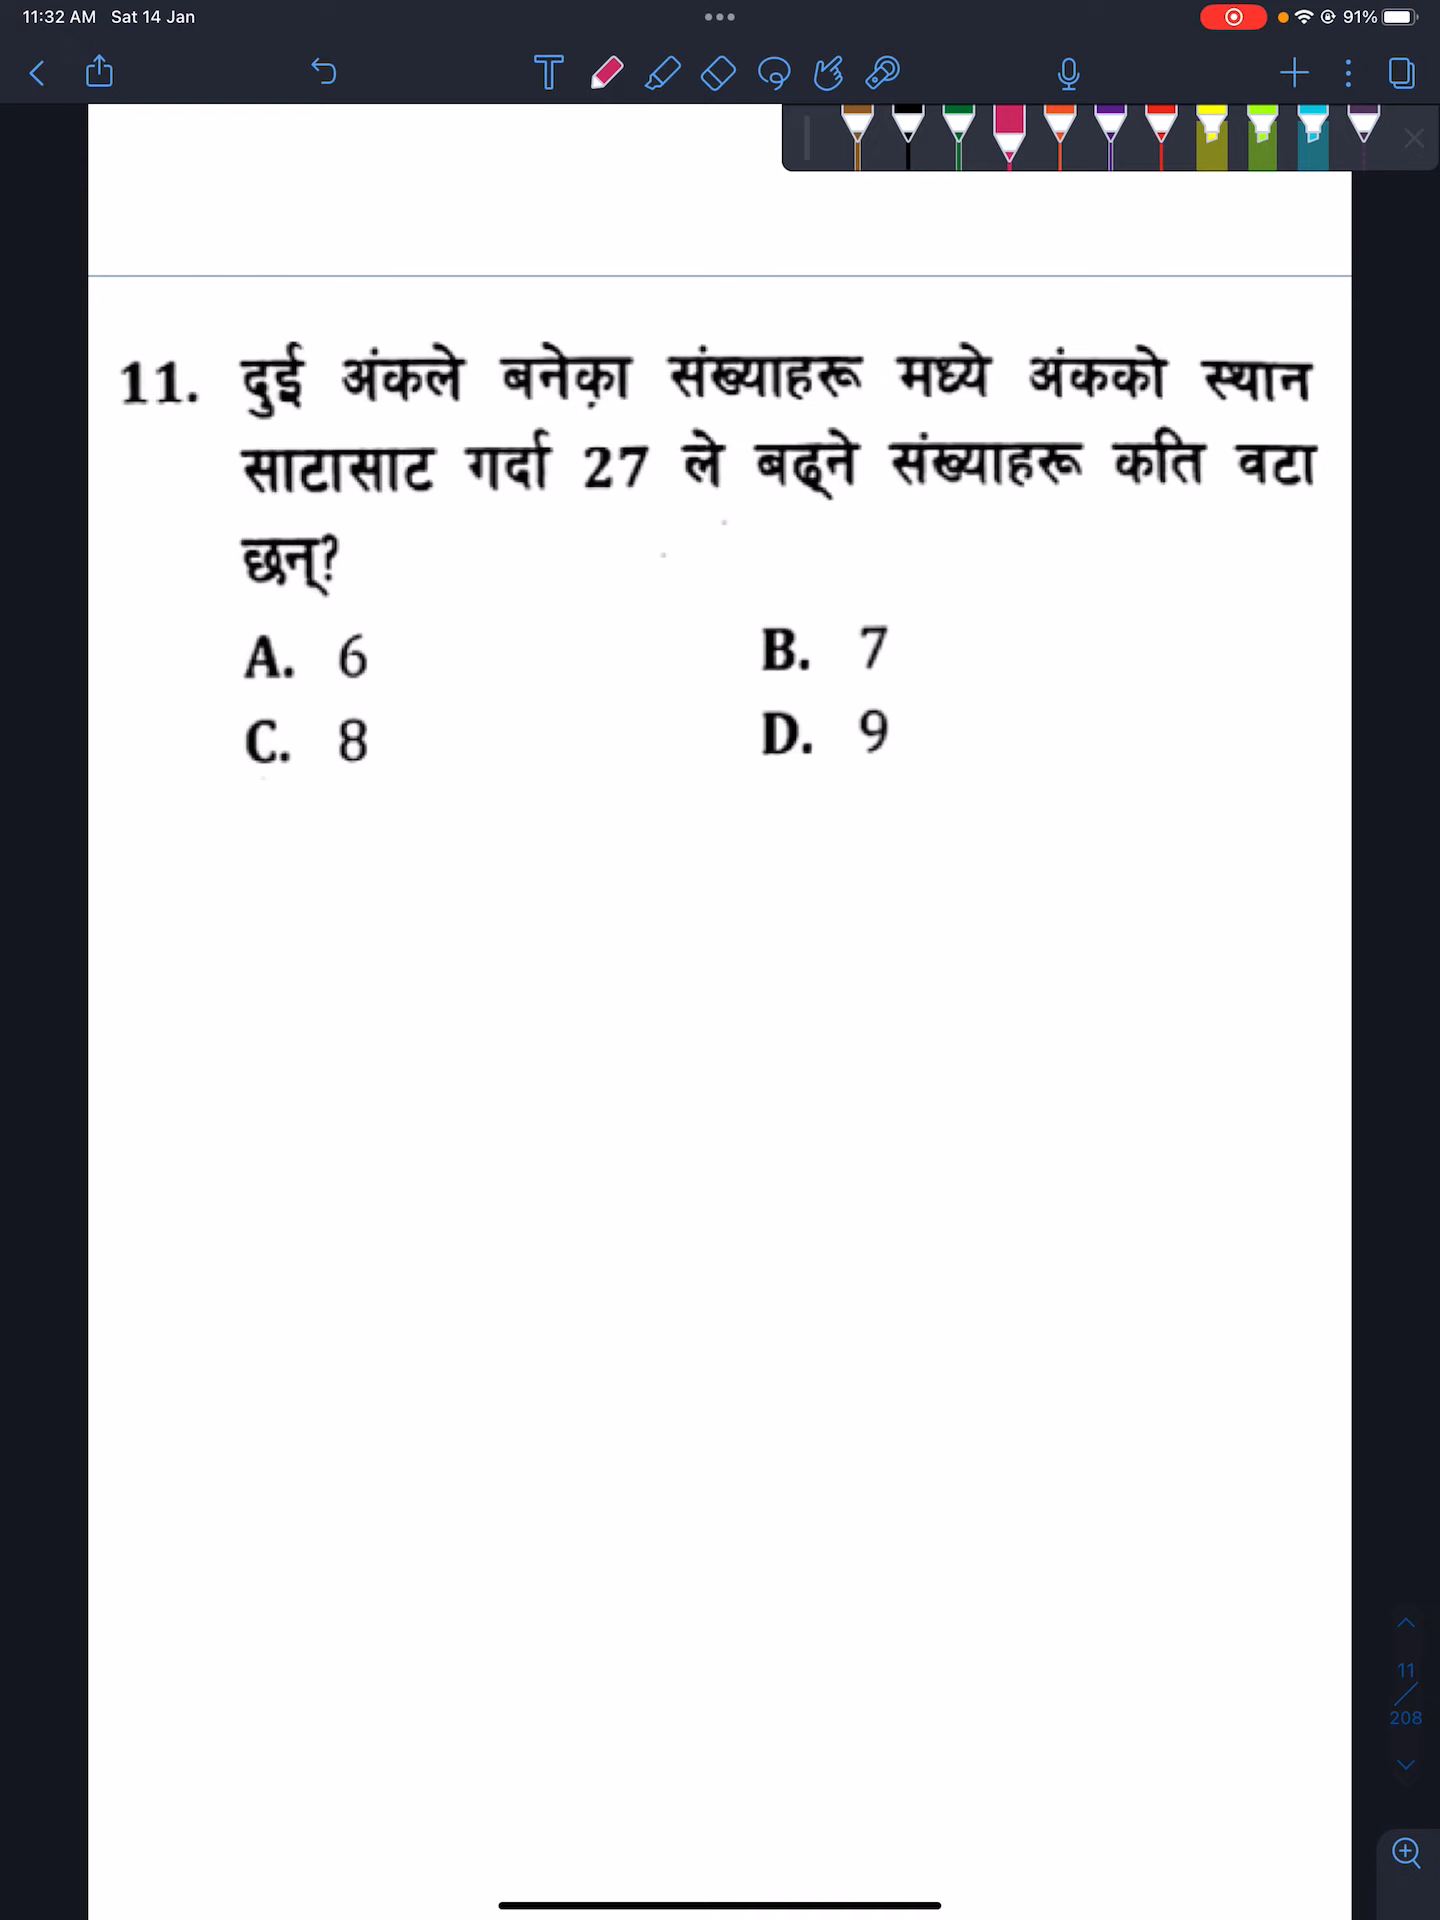 11:32 AM Sat 14 Jan
91%
11. दुई अंकले बनेका संख्याहरू मध्ये अंकको स्थान
साटासाट गर्दा 27 ले बढ्ने संख्याहरू कति वटा
छन्?
A. 6 B. 7
C. 8 D. 9
11
208